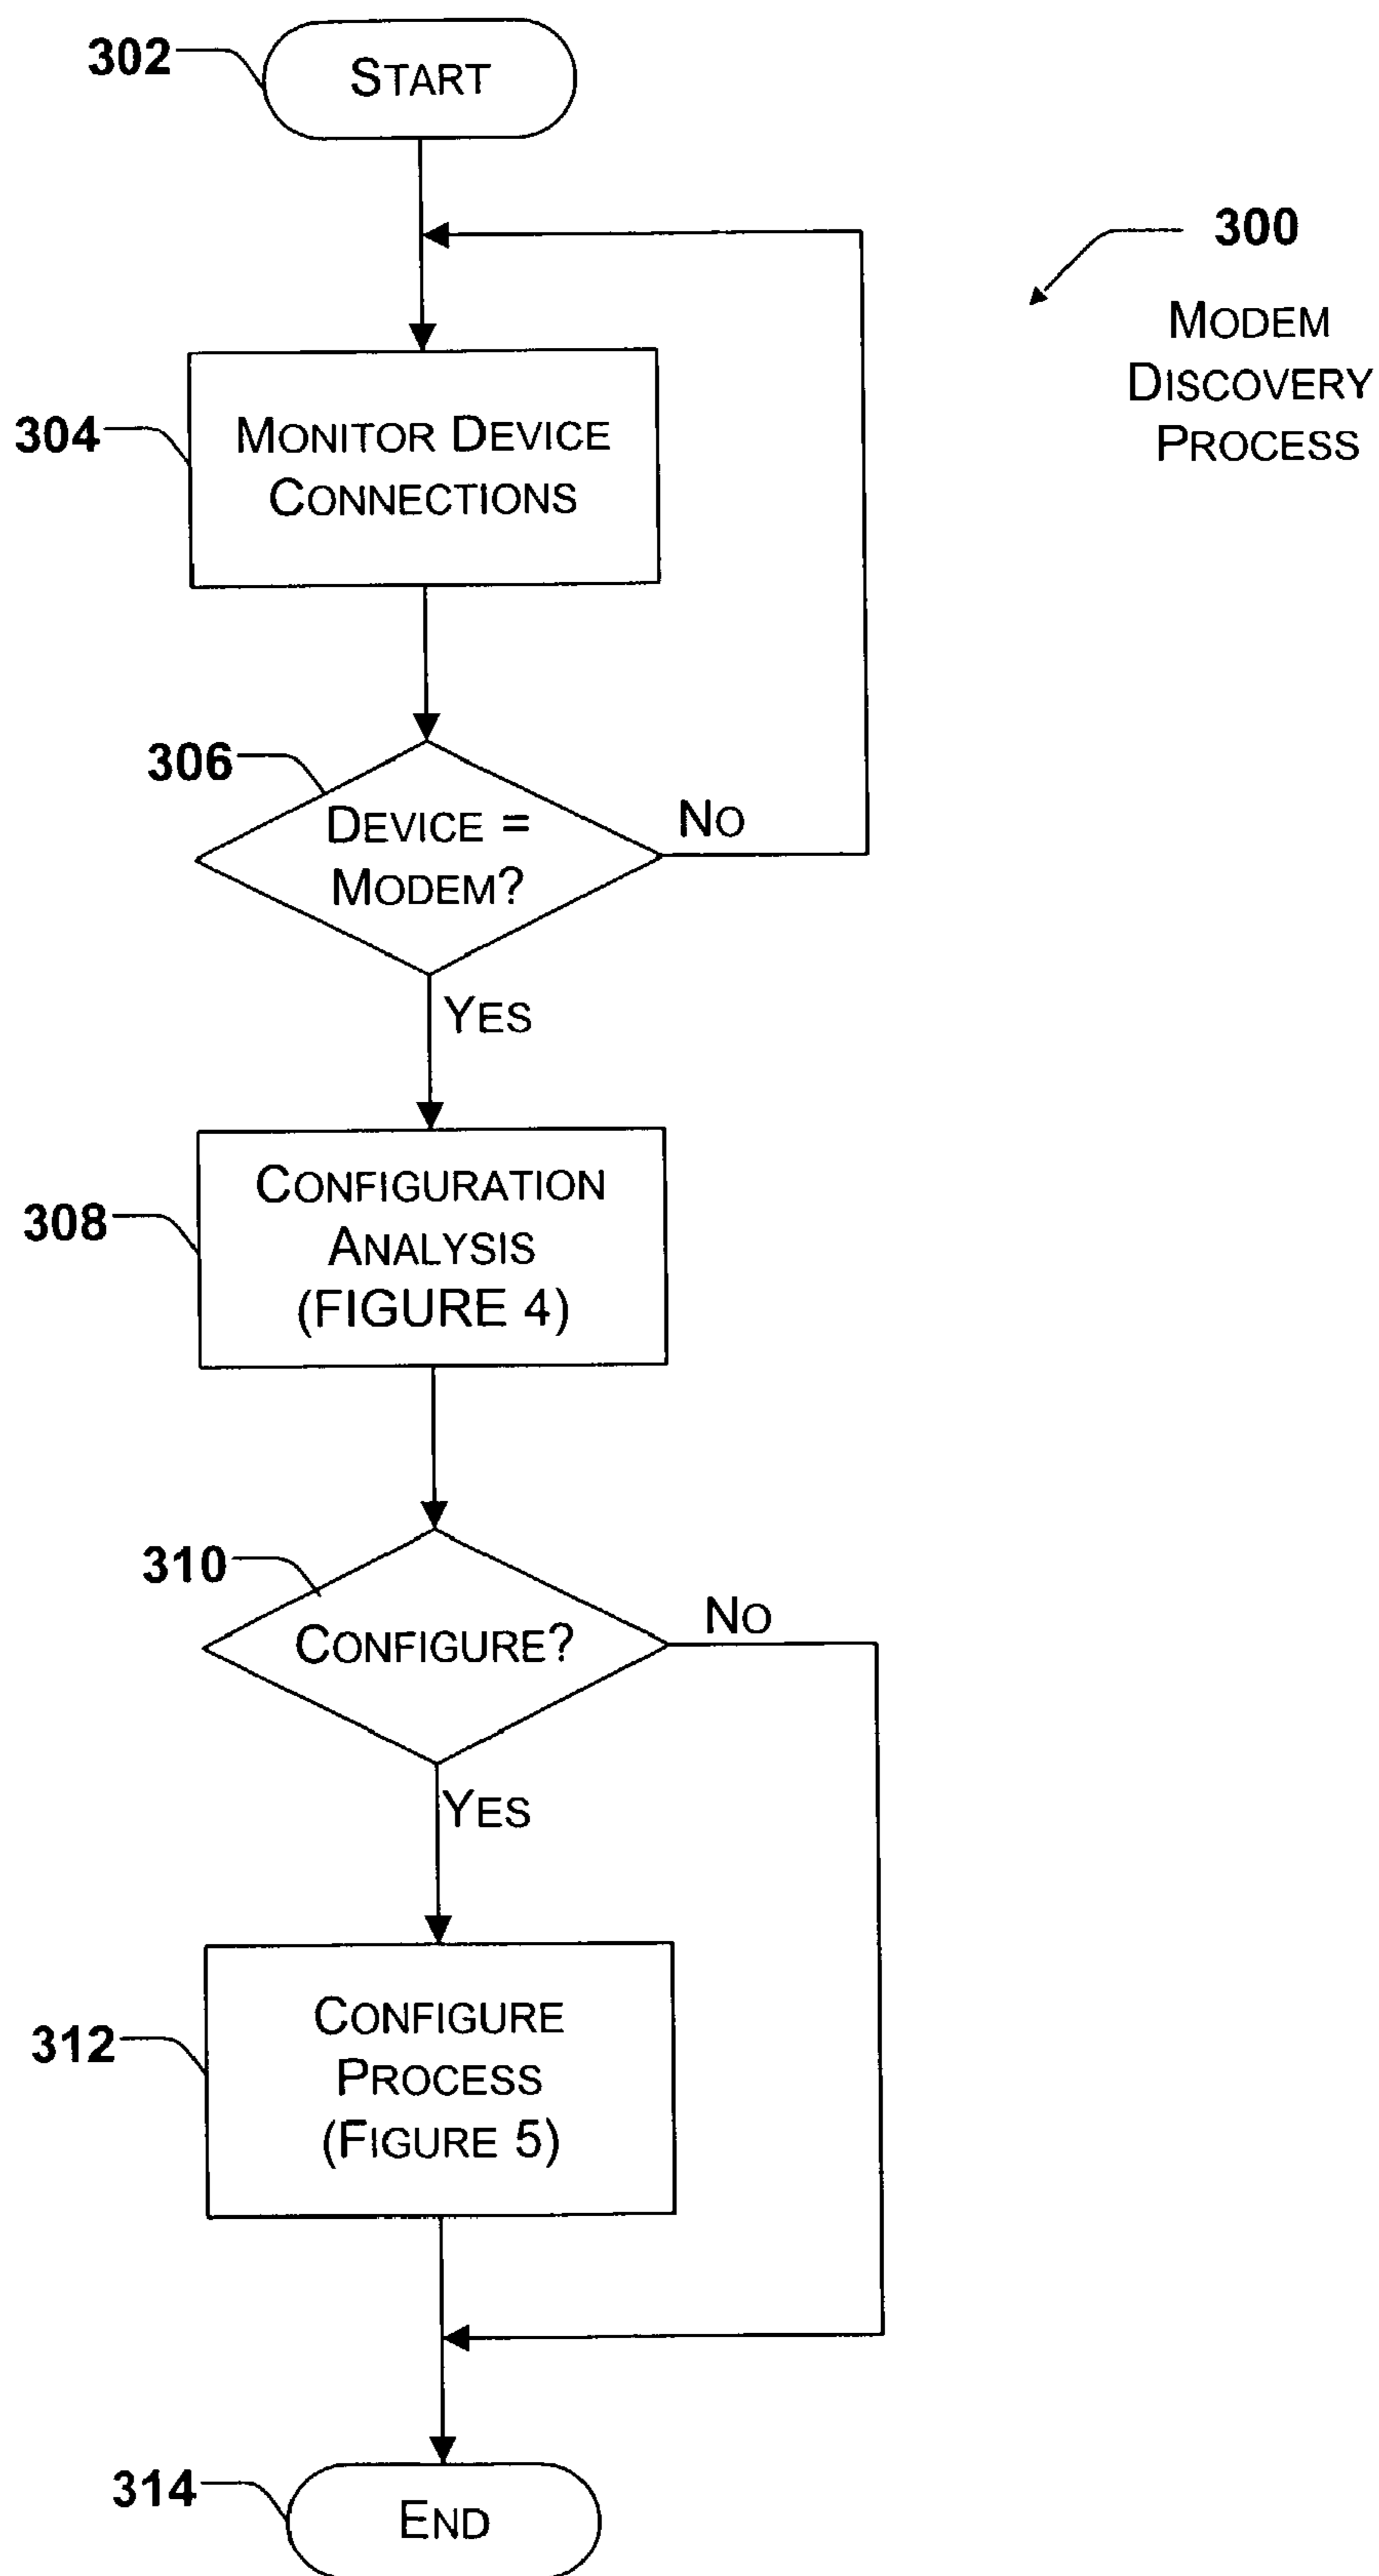 302
START
300
MODEM
DISCOVERY
PROCESS
304
MONITOR DEVICE
CONNECTIONS
306
DEVICE =
MODEM?
NO
YES
308
CONFIGURATION
ANALYSIS
(FIGURE 4)
310
CONFIGURE?
NO
YES
312
CONFIGURE
PROCESS
(FIGURE 5)
314
END